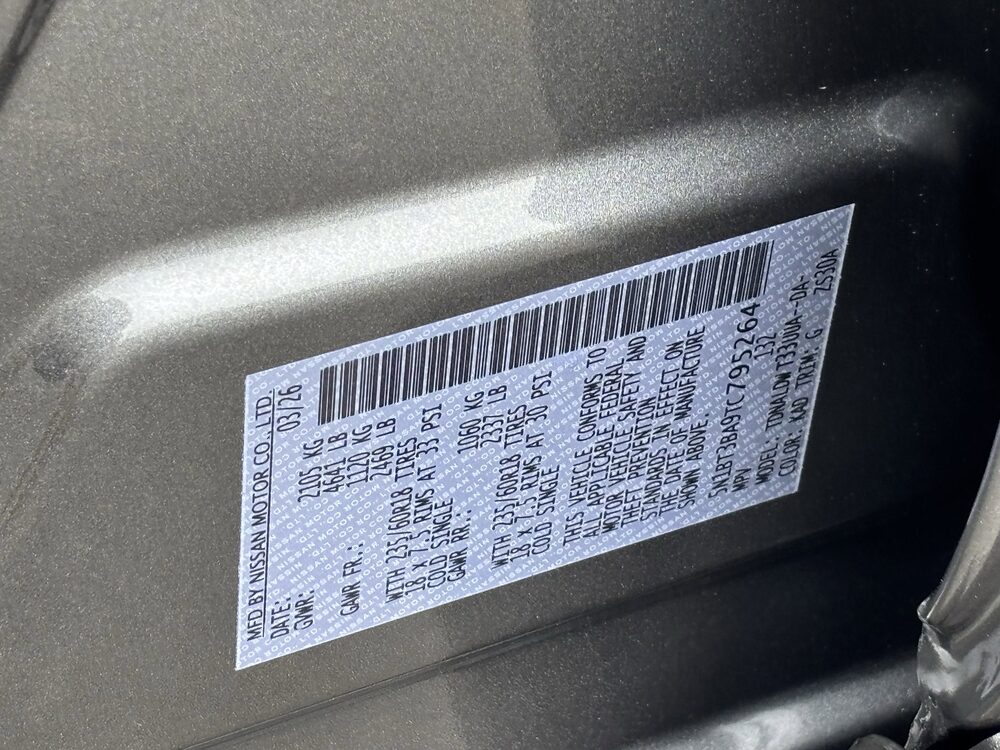 MFD BY NISSAN MOTOR CO.,LTD.
DATE: 03/26
GVWR: 2105 KG
4641 LB
GAWR FR.: 1120 KG
2469 LB
WITH 235/60R18 TIRES
18 X 7.5 RIMS AT 33 PSI
COLD SINGLE
GAWR RR.: 1060 KG
2337 LB
WITH 235/60R18 TIRES
18 X 7.5 RIMS AT 30 PSI
COLD SINGLE
THIS VEHICLE CONFORMS TO
ALL APPLICABLE FEDERAL
MOTOR VEHICLE SAFETY AND
THEFT PREVENTION
STANDARDS IN EFFECT ON
THE DATE OF MANUFACTURE
SHOWN ABOVE.
5N1BT3BA9TC795264
MPV 132
MODEL: TDNALDWT33UUA--DA-
COLOR: KAD TRIM: G ZS30A